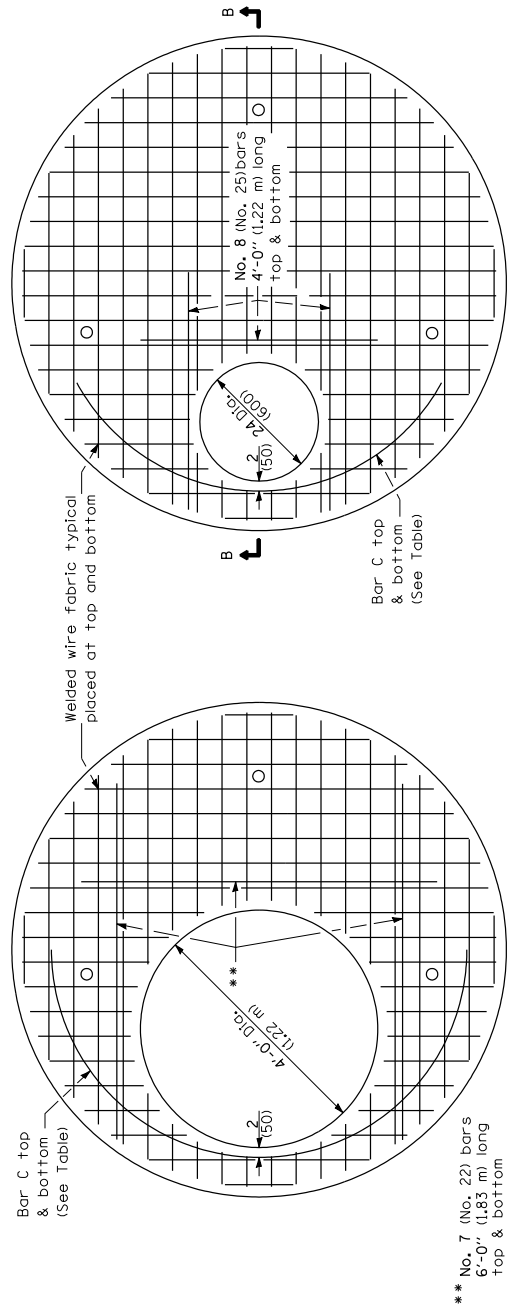 Bar C top
& bottom
(See Table)
Welded wire fabric typical
placed at top and bottom
4'-0" Dia.
(1.22 m)
2
(50)
**
** No. 7 (No. 22) bars
6'-0" (1.83 m) long
top & bottom
B
B
24 Dia.
(600)
2
(50)
No. 8 (No. 25) bars
4'-0" (1.22 m) long
top & bottom
Bar C top
& bottom
(See Table)